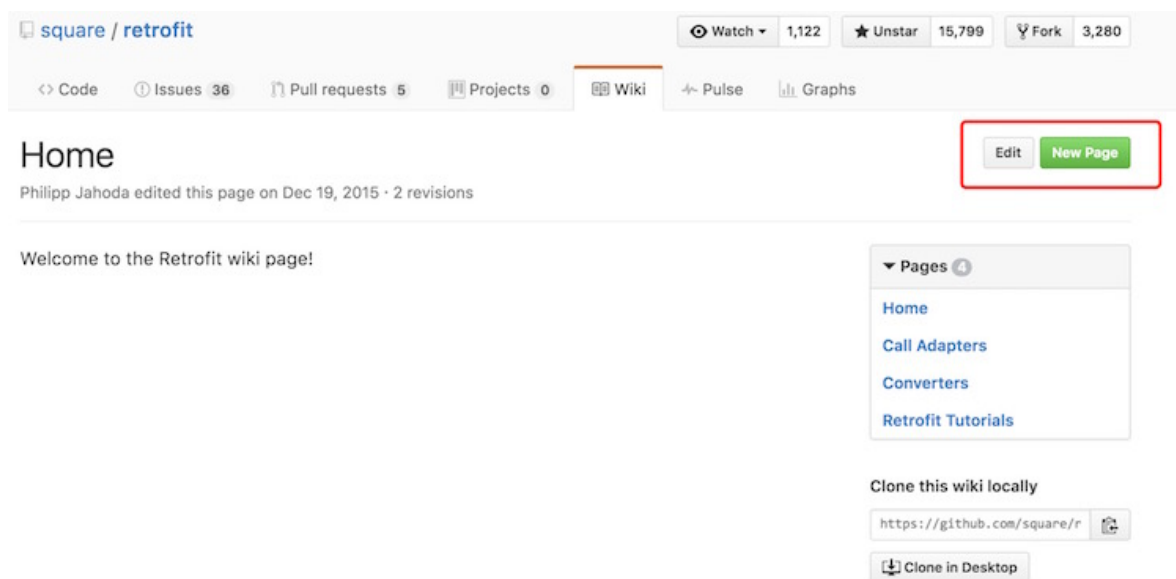 square / retrofit
Watch 1,122 Unstar 15,799 Fork 3,280
<> Code Issues 36 Pull requests 5 Projects 0 Wiki Pulse Graphs
Home
Edit New Page
Philipp Jahoda edited this page on Dec 19, 2015 · 2 revisions
Welcome to the Retrofit wiki page!
Pages 4
Home
Call Adapters
Converters
Retrofit Tutorials
Clone this wiki locally
https://github.com/square/r
Clone in Desktop